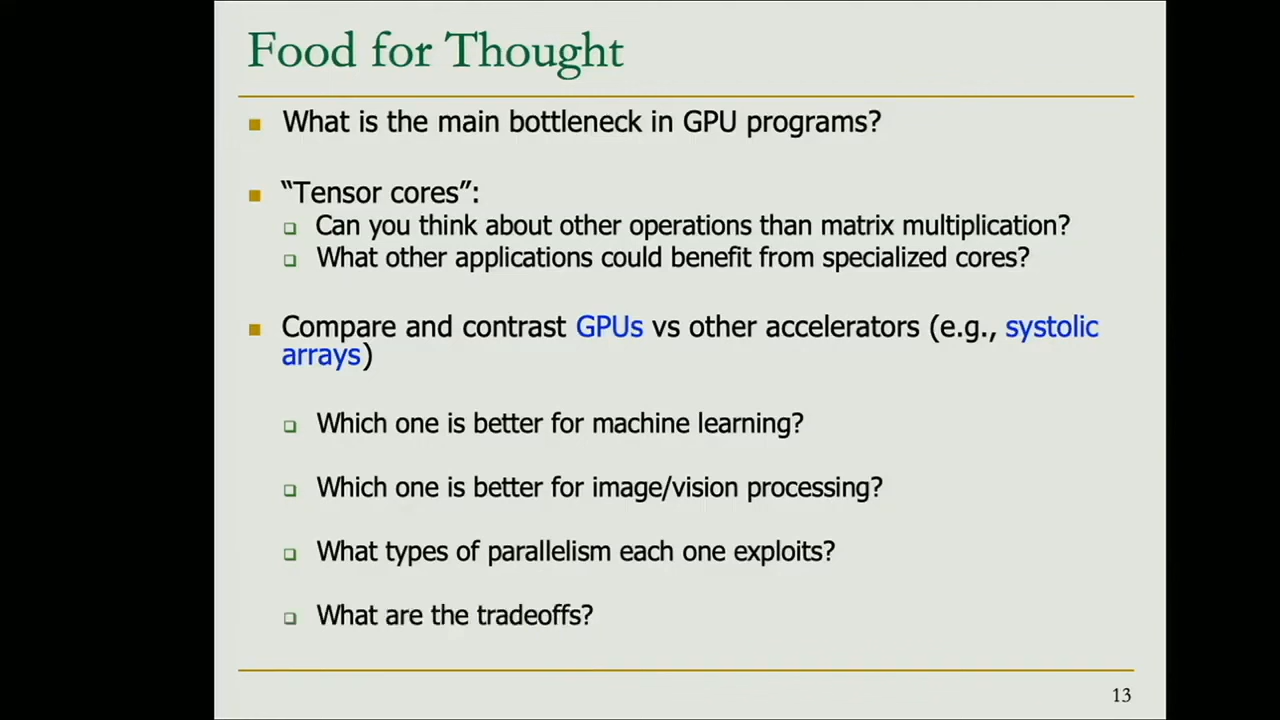 Food for Thought
What is the main bottleneck in GPU programs?
“Tensor cores”:
Can you think about other operations than matrix multiplication?
What other applications could benefit from specialized cores?
Compare and contrast GPUs vs other accelerators (e.g., systolic
arrays)
Which one is better for machine learning?
Which one is better for image/vision processing?
What types of parallelism each one exploits?
What are the tradeoffs?
13